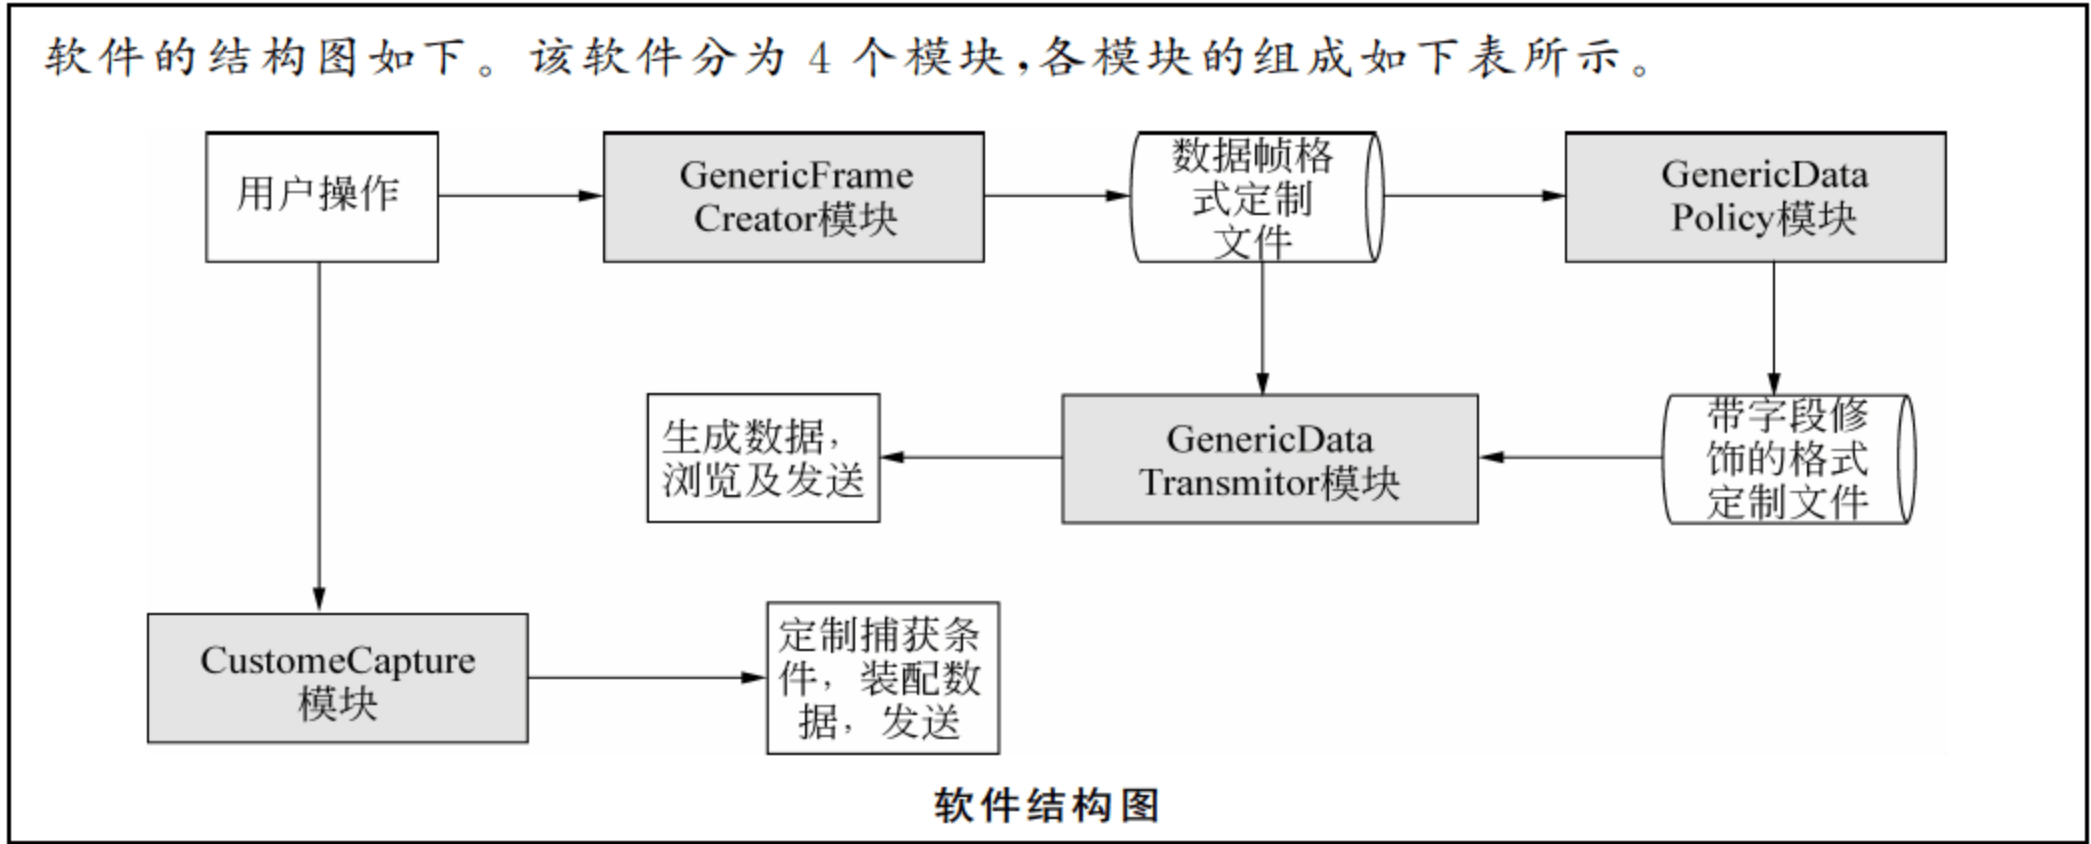 软件的结构图如下。该软件分为 4 个模块,各模块的组成如下表所示。
用户操作
GenericFrame
Creator模块
数据帧格
式定制
文件
GenericData
Policy模块
生成数据，
浏览及发送
GenericData
Transmitor模块
带字段修
饰的格式
定制文件
CustomeCapture
模块
定制捕获条
件，装配数
据，发送
软件结构图